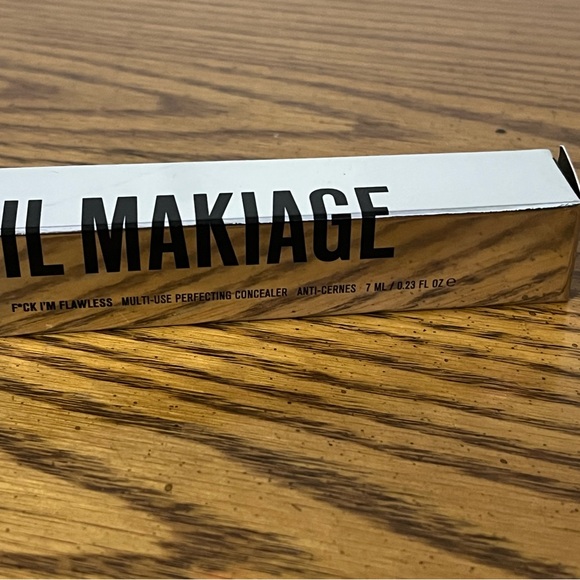 IL MAKIAGE
F*CK I'M FLAWLESS MULTI-USE PERFECTING CONCEALER ANTI-CERNES 7 ML / 0.23 FL OZ ℮